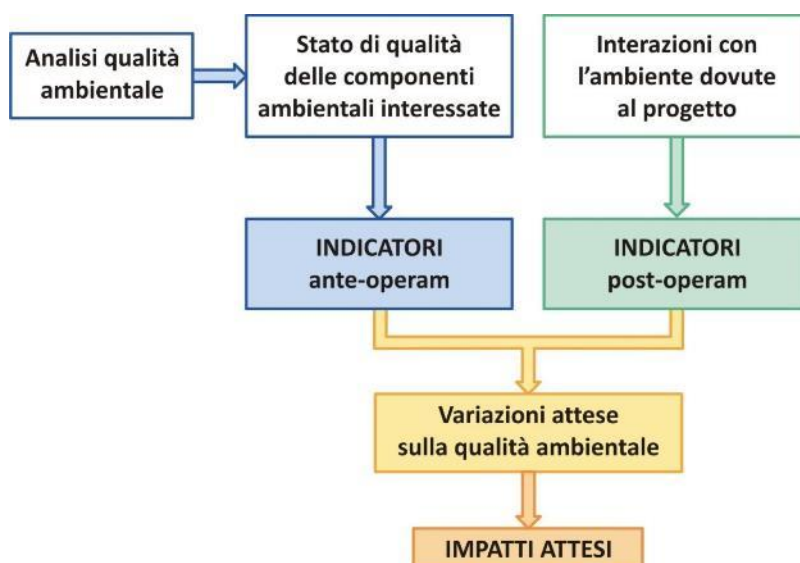 Analisi qualità
ambientale
Stato di qualità
delle componenti
ambientali interessate
Interazioni con
l'ambiente dovute
al progetto
INDICATORI
ante-operam
INDICATORI
post-operam
Variazioni attese
sulla qualità ambientale
IMPATTI ATTESI